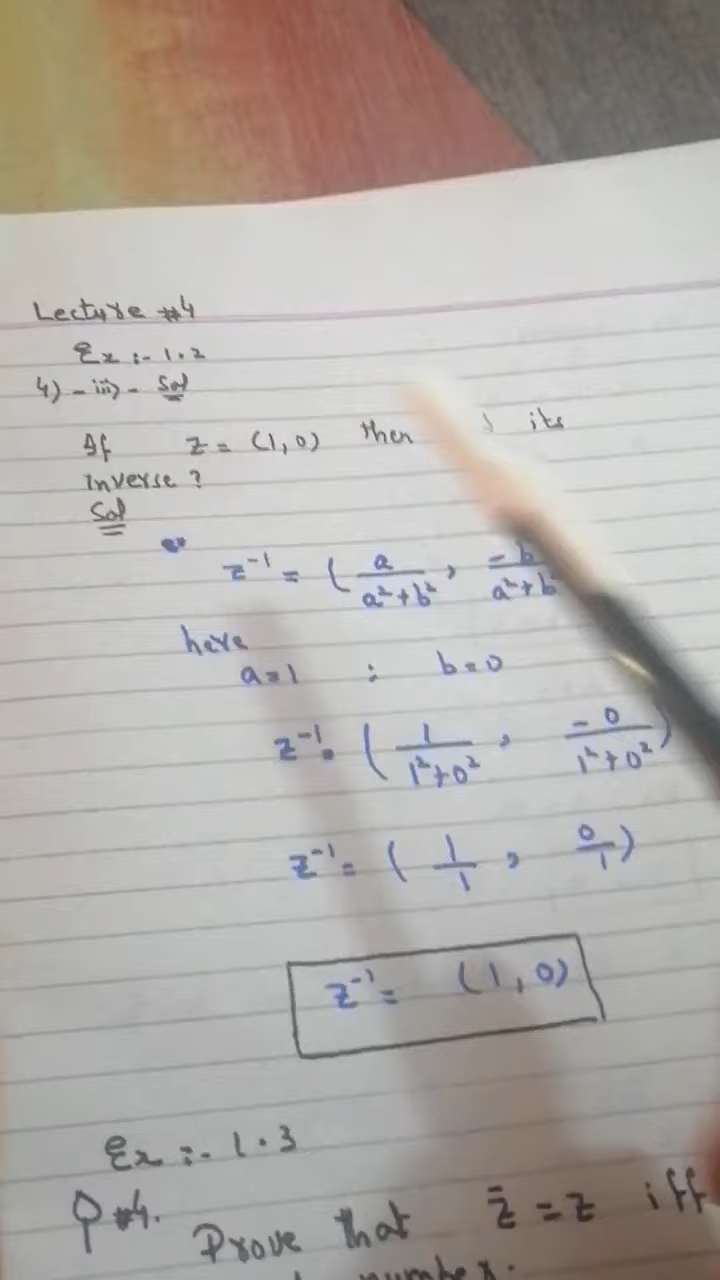 Lecture #4
Ex :- 1.2
4) - iii) - Sol
If z = (1,0) then its
inverse ?
Sol
z⁻¹ = ( a/(a²+b²) , -b/(a²+b²)
here
a=1 : b=0
z⁻¹ = ( 1/(1²+0²) , -0/(1²+0²) )
z⁻¹ = ( 1/1 , 0/1 )
z⁻¹ = (1,0)
Ex :- 1.3
Q #4.
Prove that z̄ = z iff
number.